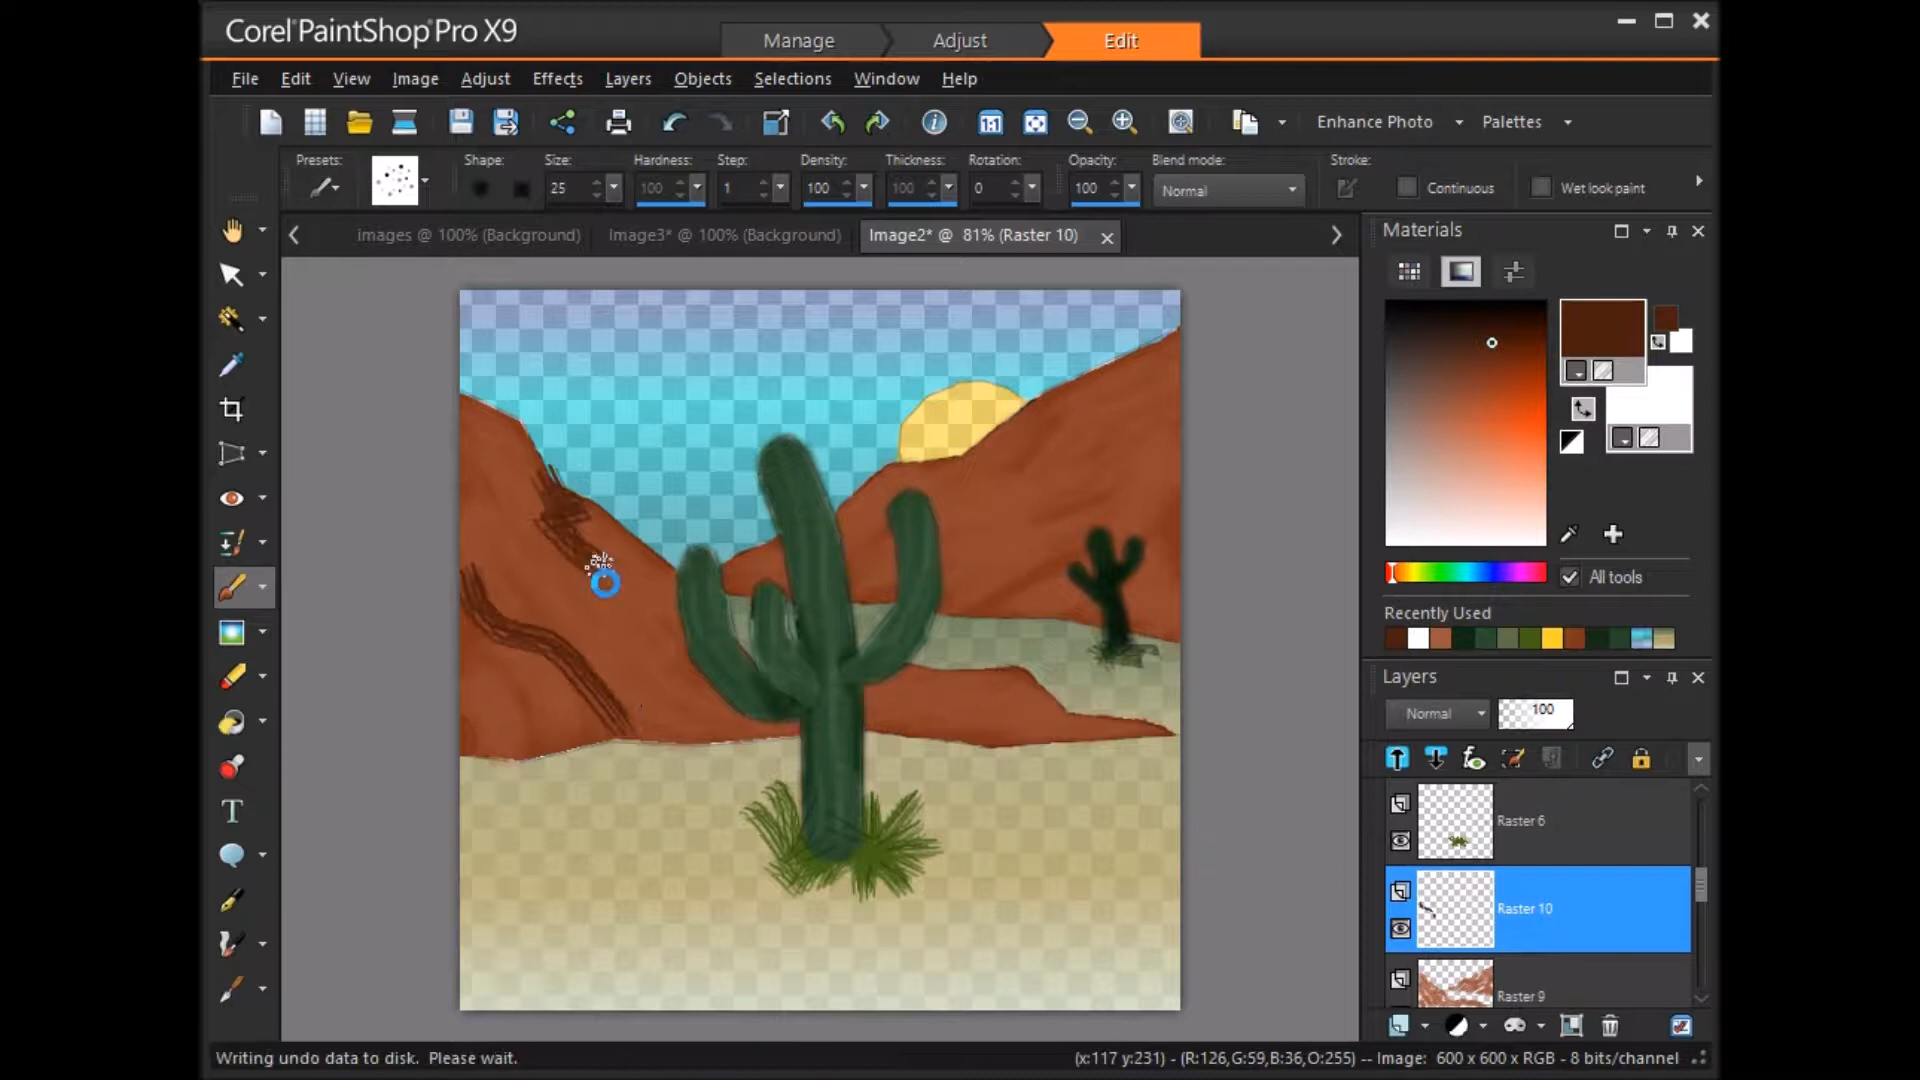 Corel PaintShop Pro X9
Manage Adjust Edit
File Edit View Image Adjust Effects Layers Objects Selections Window Help
1:1 Enhance Photo Palettes
Presets: Shape: Size: Hardness: Step: Density: Thickness: Rotation: Opacity: Blend mode: Stroke:
25 100 1 100 100 0 100 Normal Continuous Wet look paint
images @ 100% (Background) Image3* @ 100% (Background) Image2* @ 81% (Raster 10)
Materials
All tools
Recently Used
Layers
Normal 100
Raster 6
Raster 10
Raster 9
Writing undo data to disk. Please wait. (x:117 y:231) - (R:126,G:59,B:36,O:255) -- Image: 600 x 600 x RGB - 8 bits/channel